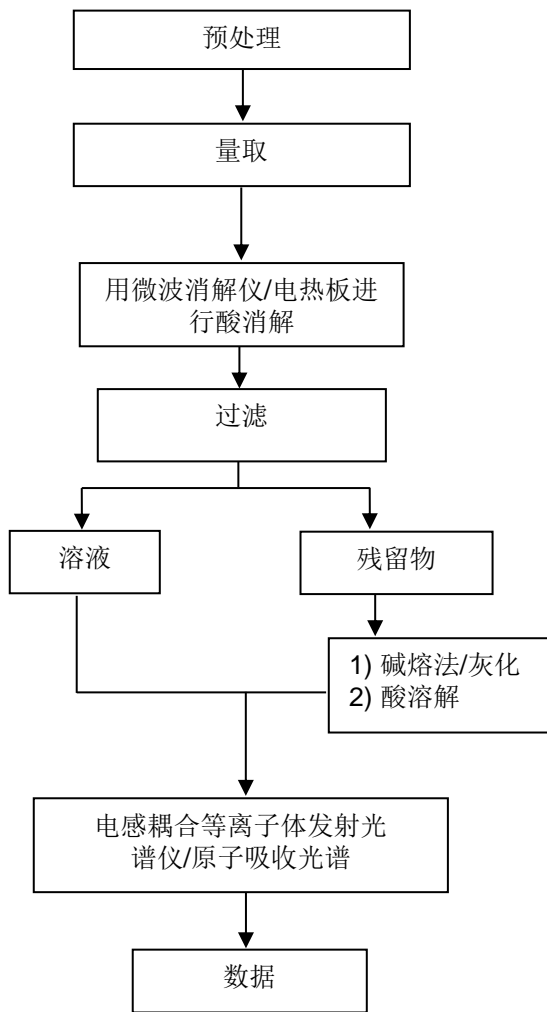 预处理
量取
用微波消解仪/电热板进
行酸消解
过滤
溶液
残留物
1) 碱熔法/灰化
2) 酸溶解
电感耦合等离子体发射光
谱仪/原子吸收光谱
数据